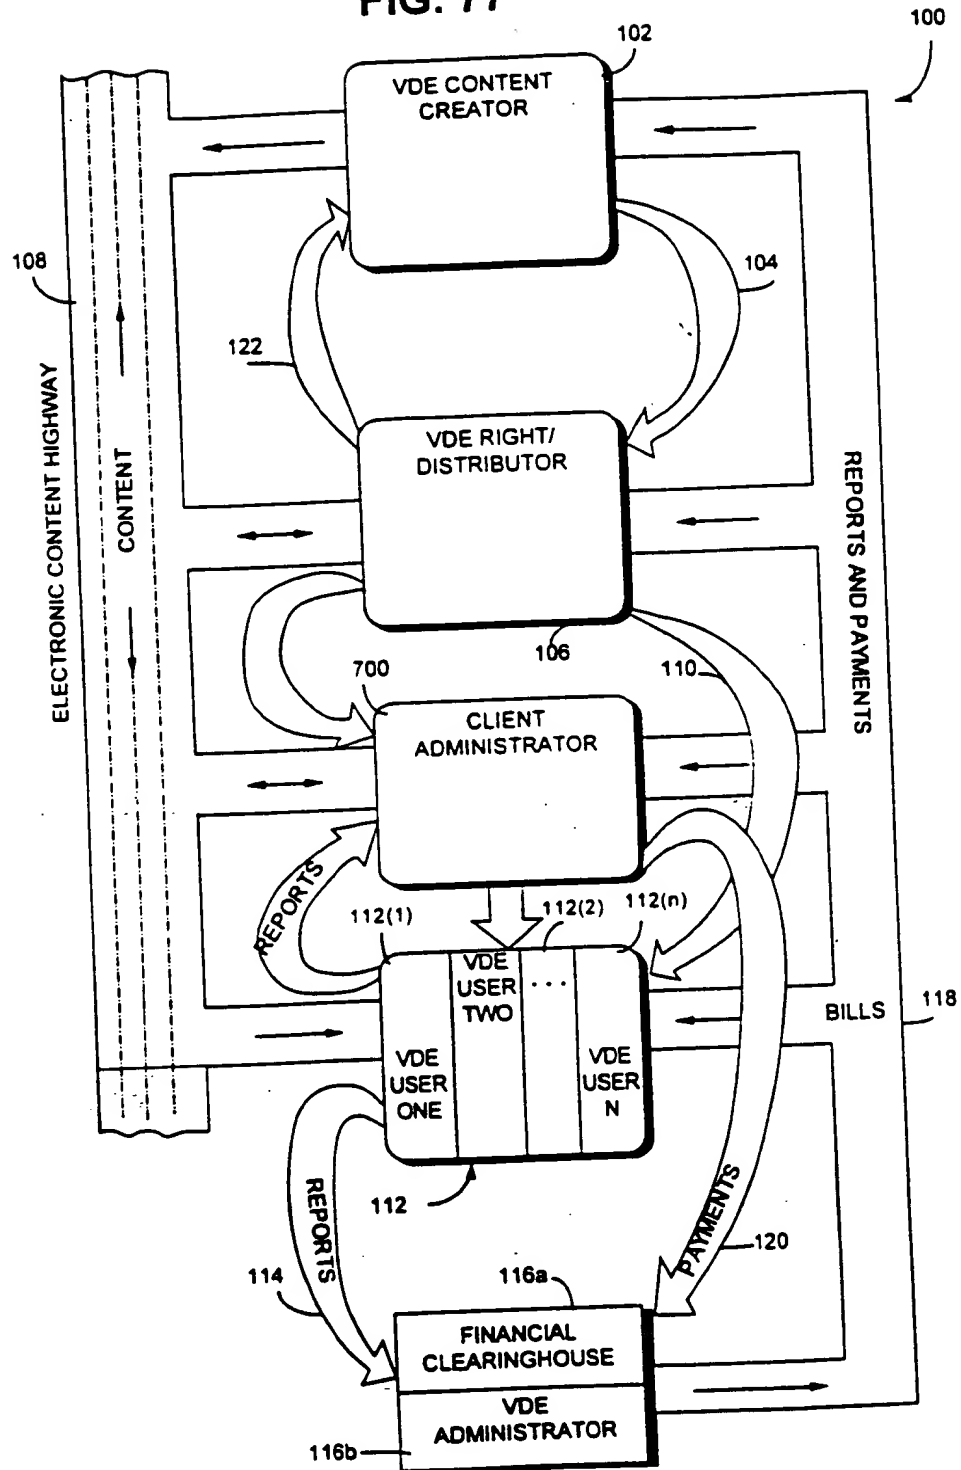 FIG. 77
100
102
VDE CONTENT
CREATOR
108
104
122
ELECTRONIC CONTENT HIGHWAY
CONTENT
VDE RIGHT/
DISTRIBUTOR
REPORTS AND PAYMENTS
106
110
700
CLIENT
ADMINISTRATOR
REPORTS
112(1)
112(2)
112(n)
VDE
USER
TWO
...
VDE
USER
ONE
VDE
USER
N
BILLS
118
112
REPORTS
PAYMENTS
114
120
116a
FINANCIAL
CLEARINGHOUSE
VDE
ADMINISTRATOR
116b